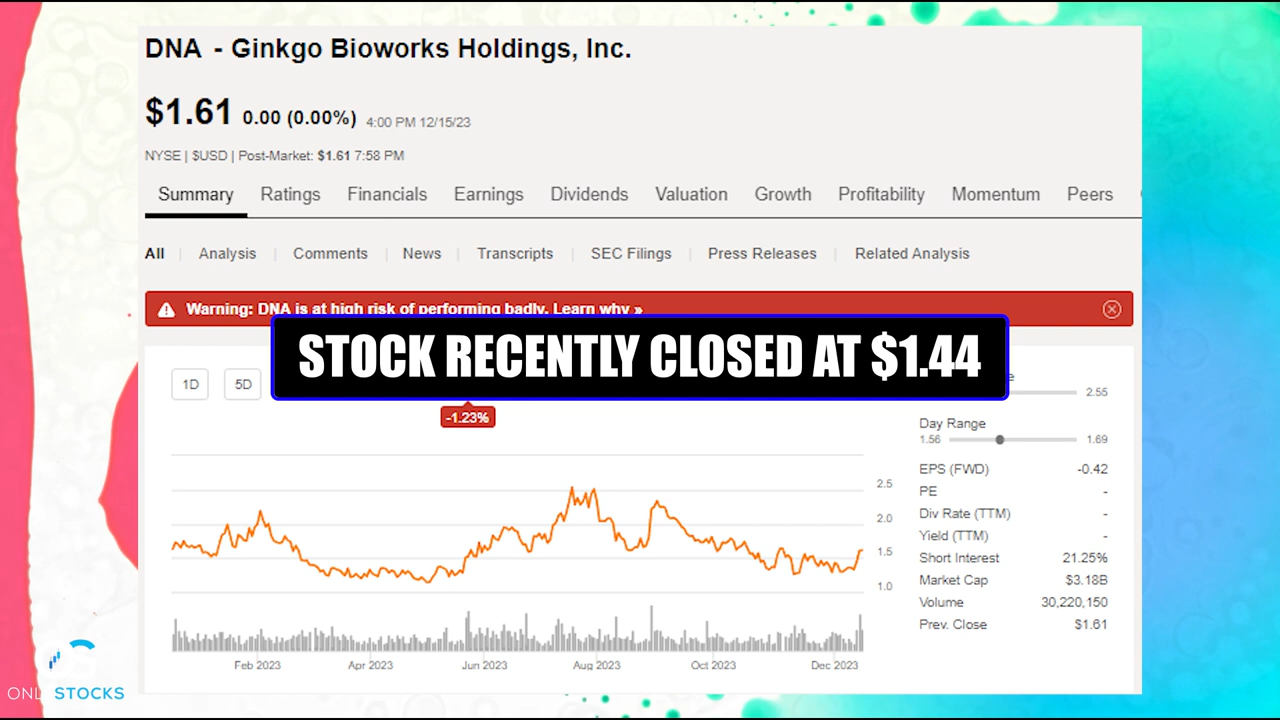 DNA - Ginkgo Bioworks Holdings, Inc.
$1.61 0.00 (0.00%) 4:00 PM 12/15/23
NYSE | $USD | Post-Market: $1.61 7:58 PM
Summary Ratings Financials Earnings Dividends Valuation Growth Profitability Momentum Peers
All | Analysis | Comments | News | Transcripts | SEC Filings | Press Releases | Related Analysis
Warning: DNA is at high risk of performing badly. Learn why »
STOCK RECENTLY CLOSED AT $1.44
1D 5D
2.55
-1.23%
Day Range
1.56 1.69
2.5
2.0
1.5
1.0
EPS (FWD) -0.42
PE -
Div Rate (TTM) -
Yield (TTM) -
Short Interest 21.25%
Market Cap $3.18B
Volume 30,220,150
Prev. Close $1.61
Feb 2023 Apr 2023 Jun 2023 Aug 2023 Oct 2023 Dec 2023
ONL STOCKS